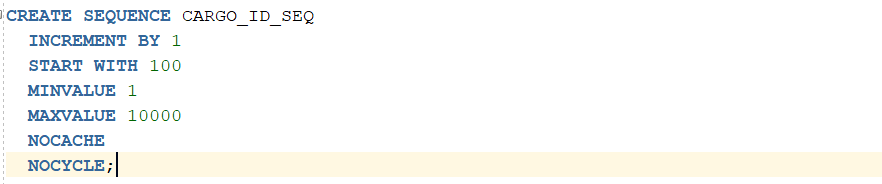 CREATE SEQUENCE CARGO_ID_SEQ
INCREMENT BY 1
START WITH 100
MINVALUE 1
MAXVALUE 10000
NOCACHE
NOCYCLE;